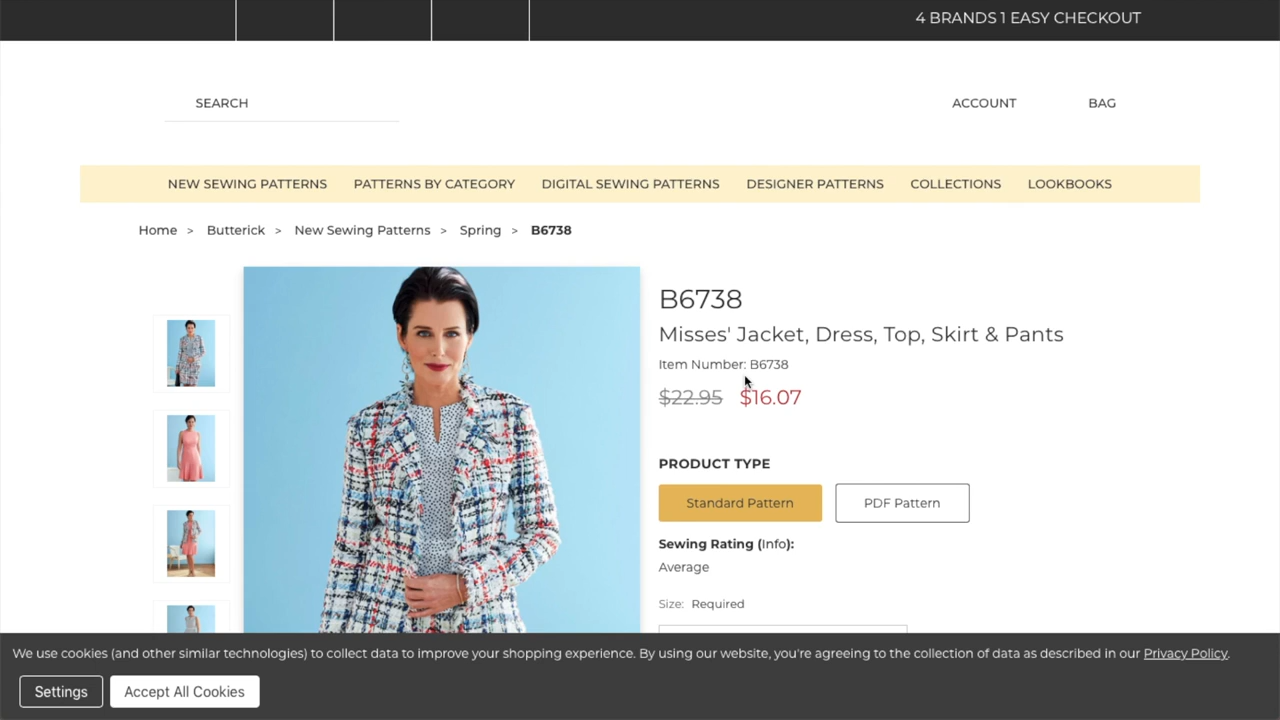 4 BRANDS 1 EASY CHECKOUT
SEARCH
ACCOUNT
BAG
NEW SEWING PATTERNS
PATTERNS BY CATEGORY
DIGITAL SEWING PATTERNS
DESIGNER PATTERNS
COLLECTIONS
LOOKBOOKS
Home > Butterick > New Sewing Patterns > Spring > B6738
B6738
Misses' Jacket, Dress, Top, Skirt & Pants
Item Number: B6738
$22.95 $16.07
PRODUCT TYPE
Standard Pattern
PDF Pattern
Sewing Rating (Info):
Average
Size: Required
We use cookies (and other similar technologies) to collect data to improve your shopping experience. By using our website, you're agreeing to the collection of data as described in our Privacy Policy.
Settings
Accept All Cookies